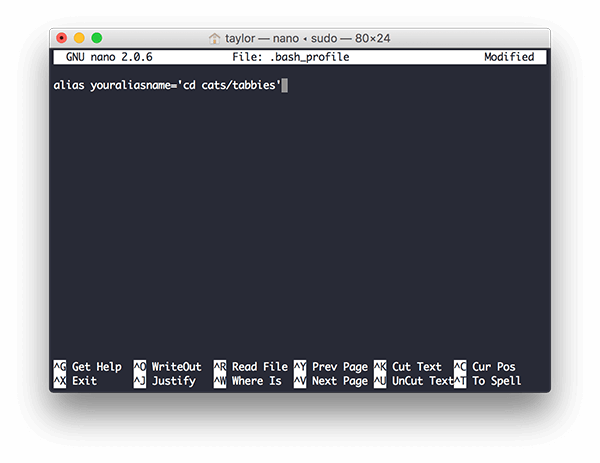 taylor — nano ◂ sudo — 80×24
GNU nano 2.0.6 File: .bash_profile Modified
alias youraliasname='cd cats/tabbies'
^G Get Help ^O WriteOut ^R Read File ^Y Prev Page ^K Cut Text ^C Cur Pos
^X Exit ^J Justify ^W Where Is ^V Next Page ^U UnCut Text ^T To Spell